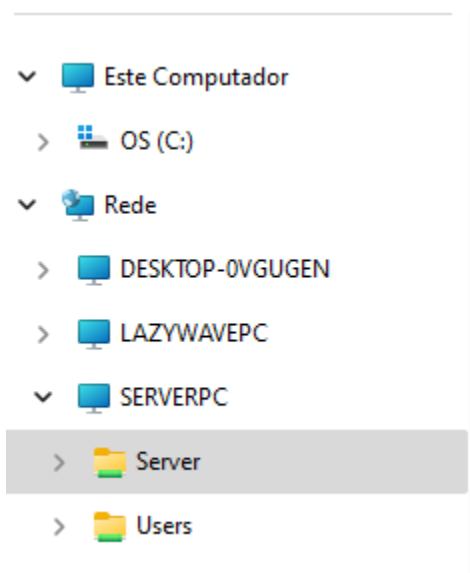 Este Computador
OS (C:)
Rede
DESKTOP-0VGUGEN
LAZYWAVEPC
SERVERPC
Server
Users